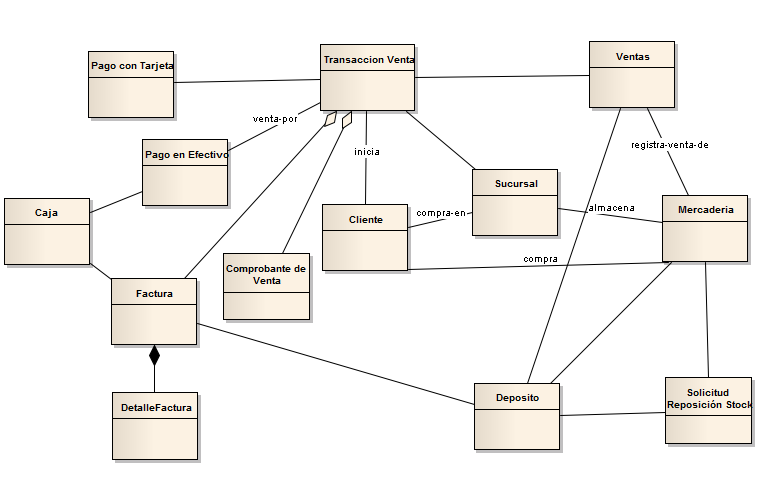 Pago con Tarjeta
Transaccion Venta
Ventas
venta-por
inicia
registra-venta-de
Pago en Efectivo
Sucursal
Caja
Cliente
compra-en
almacena
Mercaderia
Comprobante de
Venta
compra
Factura
DetalleFactura
Deposito
Solicitud
Reposición Stock